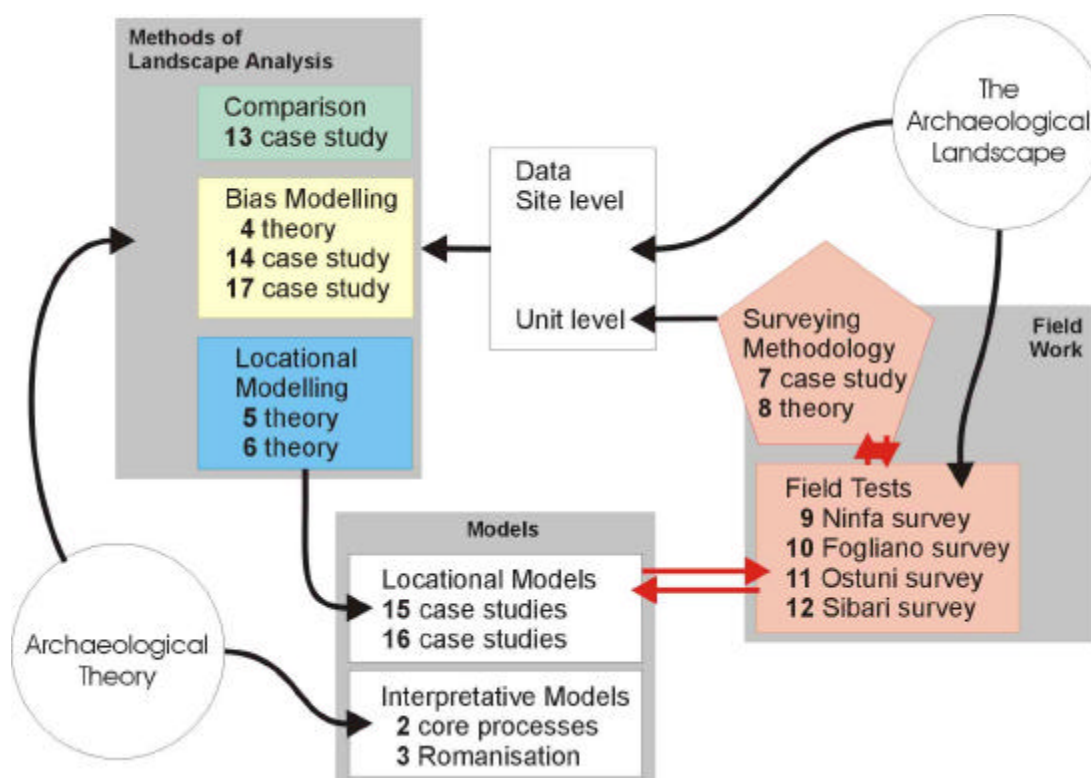 Methods of
Landscape Analysis
Comparison
13 case study
Bias Modelling
4 theory
14 case study
17 case study
Locational
Modelling
5 theory
6 theory
Data
Site level
Unit level
The
Archaeological
Landscape
Field
Work
Surveying
Methodology
7 case study
8 theory
Field Tests
9 Ninfa survey
10 Fogliano survey
11 Ostuni survey
12 Sibari survey
Models
Locational Models
15 case studies
16 case studies
Interpretative Models
2 core processes
3 Romanisation
Archaeological
Theory